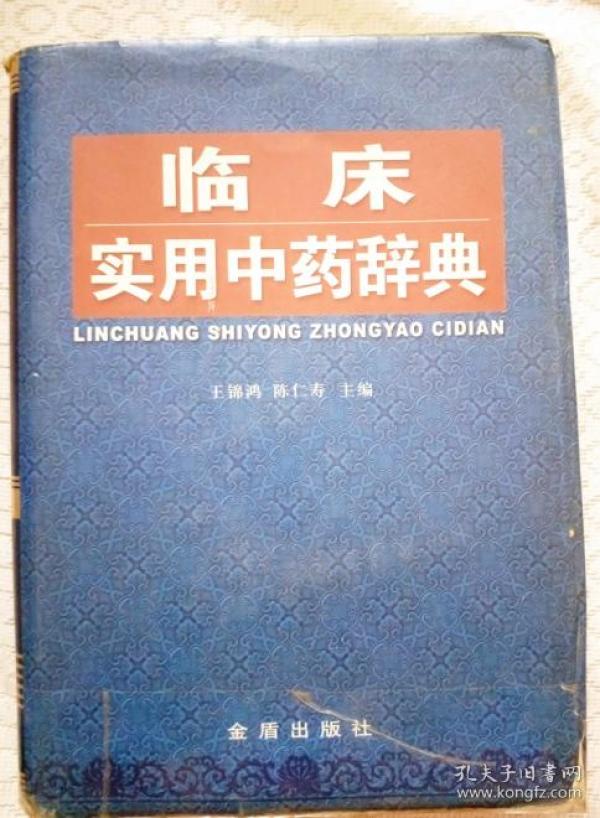 临床
实用中药辞典
LINCHUANG SHIYONG ZHONGYAO CIDIAN
王锦鸿 陈仁寿 主编
金盾出版社
孔夫子旧書网
www.kongfz.com